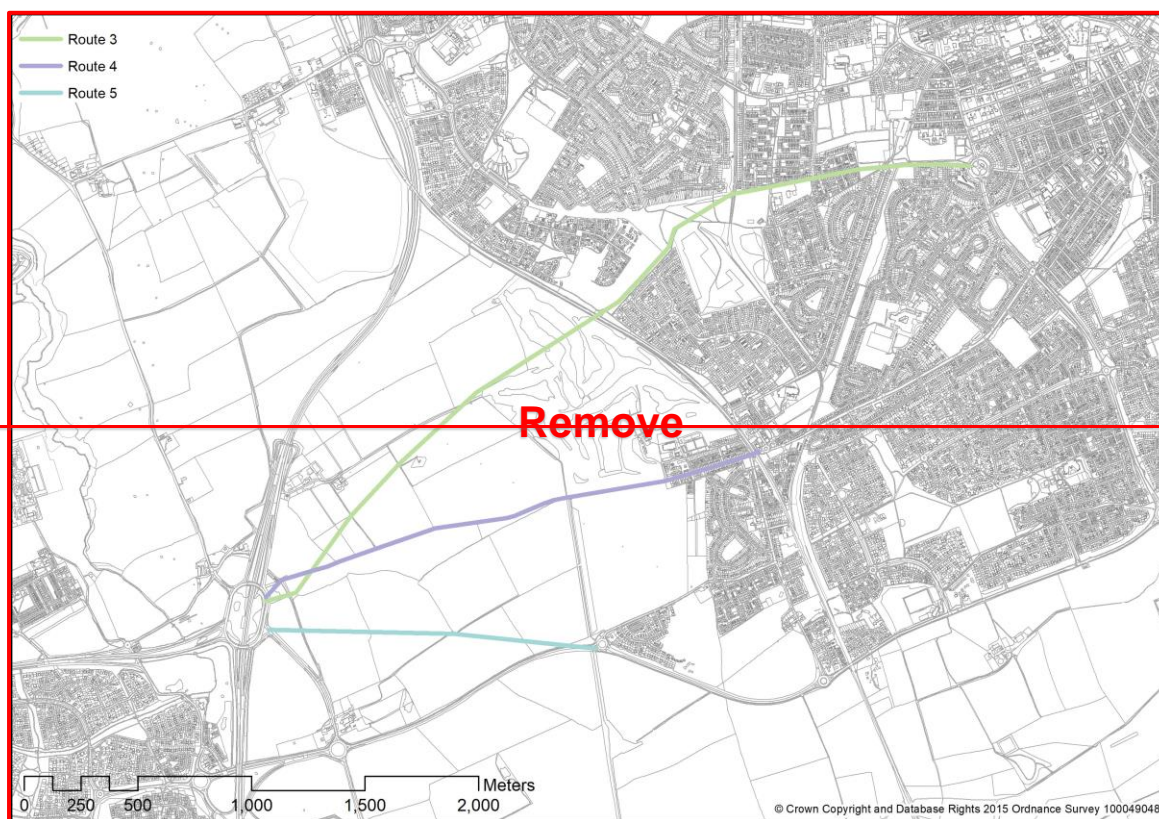 Route 3
Route 4
Route 5
Remove
Meters
0 250 500 1,000 1,500 2,000
© Crown Copyright and Database Rights 2015 Ordnance Survey 100049048